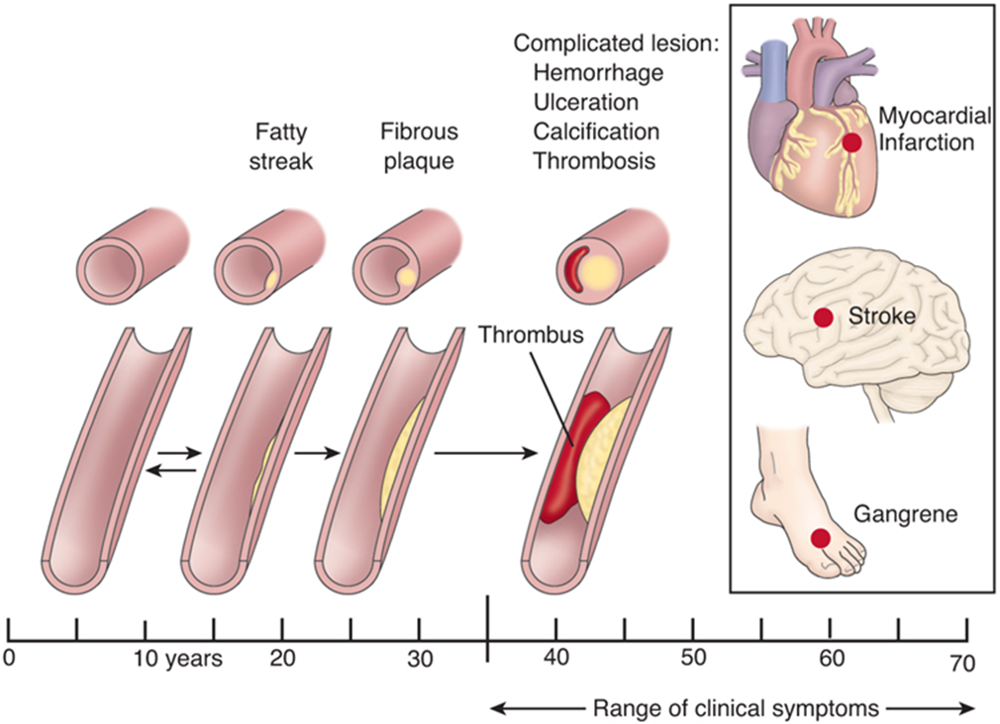 Complicated lesion:
Hemorrhage
Ulceration
Calcification
Thrombosis
Fatty
streak
Fibrous
plaque
Myocardial
Infarction
Thrombus
Stroke
Gangrene
0 10 years 20 30 40 50 60 70
Range of clinical symptoms